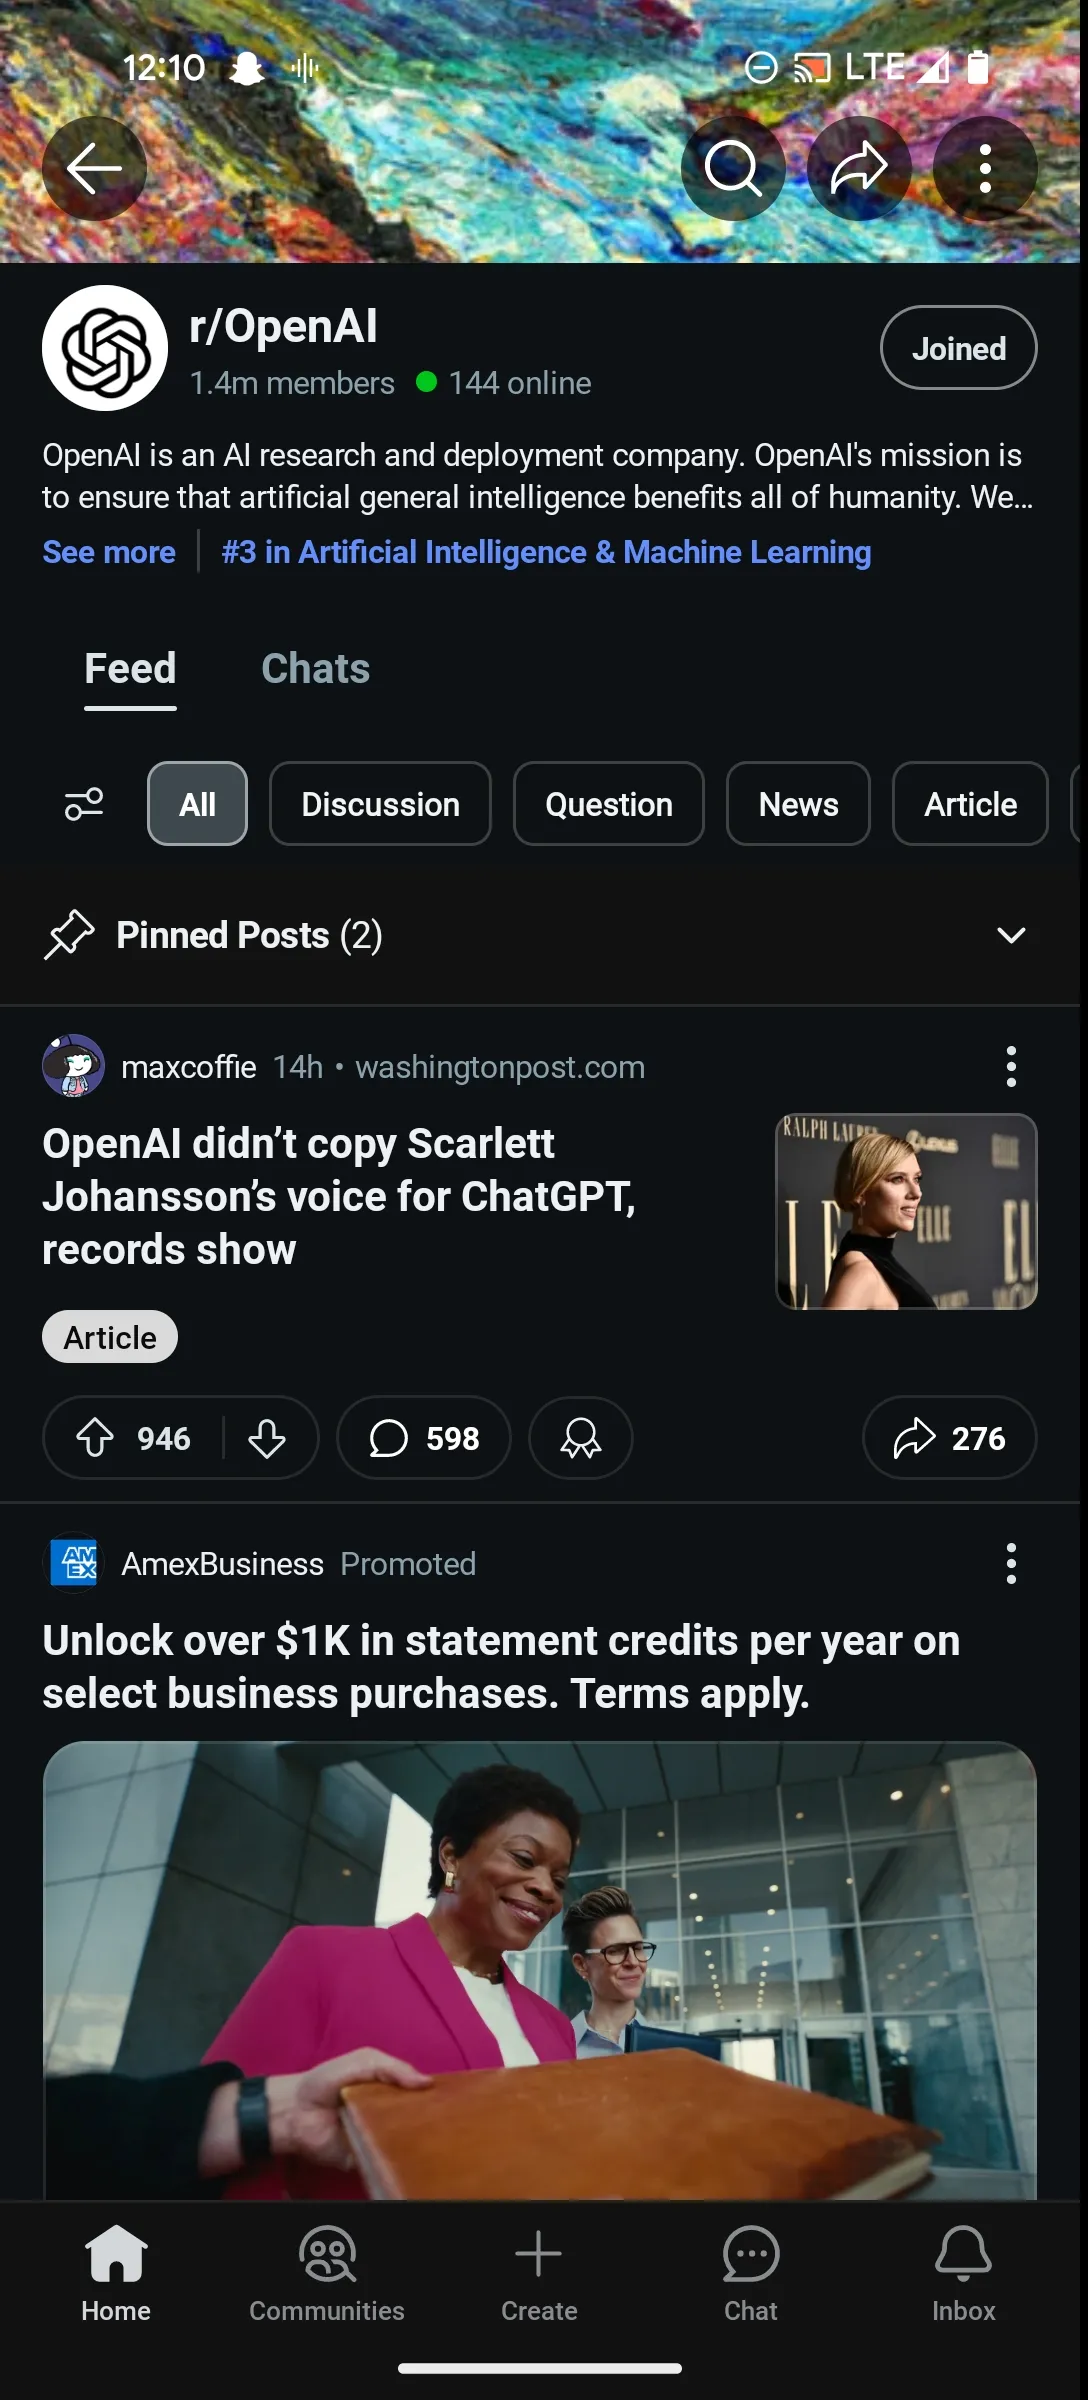 12:10
LTE
r/OpenAI
Joined
1.4m members 144 online
OpenAI is an AI research and deployment company. OpenAI's mission is
to ensure that artificial general intelligence benefits all of humanity. We...
See more #3 in Artificial Intelligence & Machine Learning
Feed Chats
All Discussion Question News Article
Pinned Posts (2)
maxcoffie 14h • washingtonpost.com
OpenAI didn’t copy Scarlett
Johansson’s voice for ChatGPT,
records show
RALPH LAUREN
ELLE
Article
946 598 276
AM
EX
AmexBusiness Promoted
Unlock over $1K in statement credits per year on
select business purchases. Terms apply.
Home Communities Create Chat Inbox